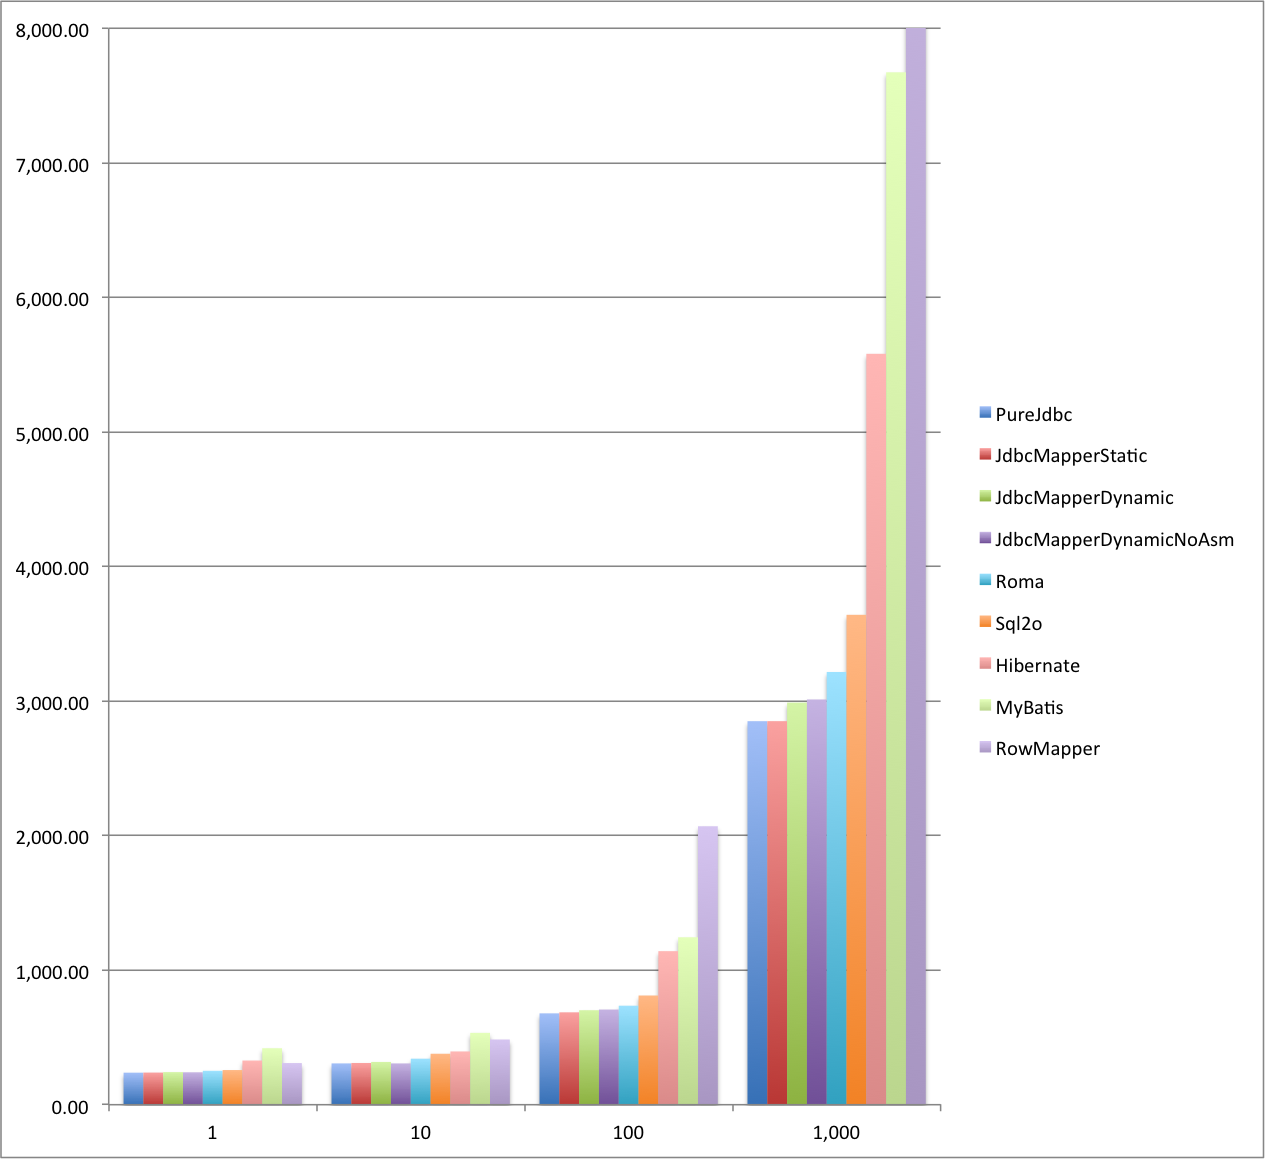 8,000.00
7,000.00
6,000.00
5,000.00
4,000.00
3,000.00
2,000.00
1,000.00
0.00
1 10 100 1,000
PureJdbc
JdbcMapperStatic
JdbcMapperDynamic
JdbcMapperDynamicNoAsm
Roma
Sql2o
Hibernate
MyBatis
RowMapper